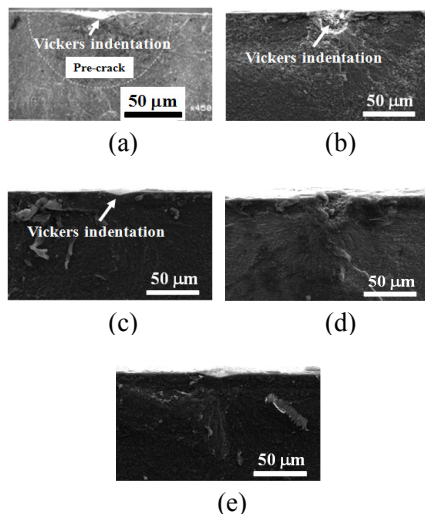 Vickers indentation
Pre-crack
50 μm
x450
(a)
Vickers indentation
50 μm
(b)
Vickers indentation
50 μm
(c)
50 μm
(d)
50 μm
(e)